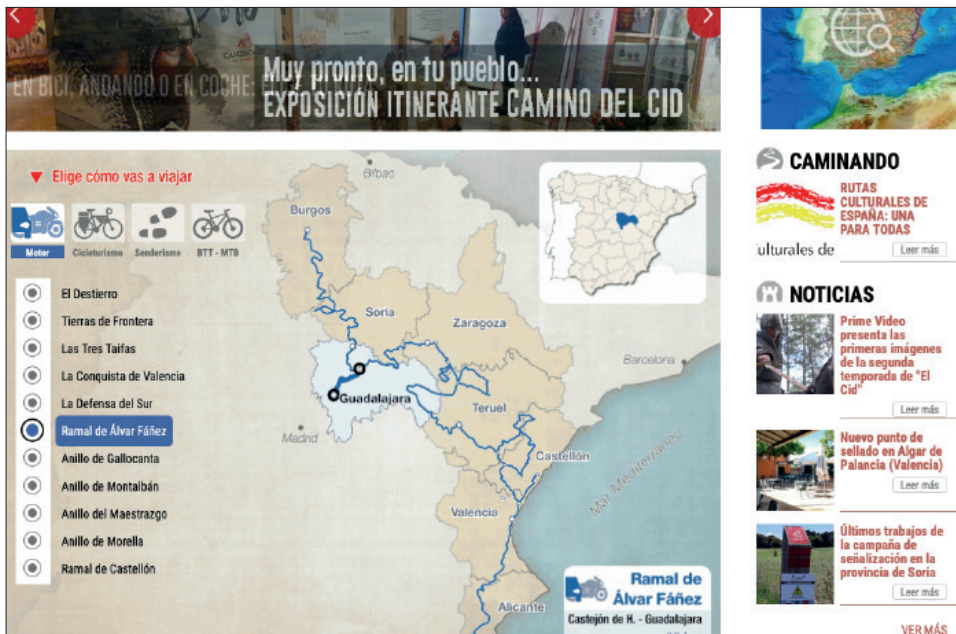 EN BICI, ANDANDO O EN COCHE:
Muy pronto, en tu pueblo...
EXPOSICIÓN ITINERANTE CAMINO DEL CID
Elige cómo vas a viajar
Motor
Cicloturismo
Senderismo
BTT - MTB
El Destierro
Tierras de Frontera
Las Tres Taifas
La Conquista de Valencia
La Defensa del Sur
Ramal de Álvar Fáñez
Anillo de Gallocanta
Anillo de Montalbán
Anillo del Maestrazgo
Anillo de Morella
Ramal de Castellón
Bilbao
Burgos
Soria
Zaragoza
Barcelona
Guadalajara
Teruel
Madrid
Castellón
Mar Mediterráneo
Valencia
Alicante
Ramal de
Álvar Fáñez
Castejón de H. - Guadalajara
CAMINANDO
RUTAS
CULTURALES DE
ESPAÑA: UNA
PARA TODAS
ulturales de
Leer más
NOTICIAS
Prime Video
presenta las
primeras imágenes
de la segunda
temporada de "El
Cid"
Leer más
Nuevo punto de
sellado en Algar de
Palancia (Valencia)
Leer más
Últimos trabajos de
la campaña de
señalización en la
provincia de Soria
Leer más
VER MÁS